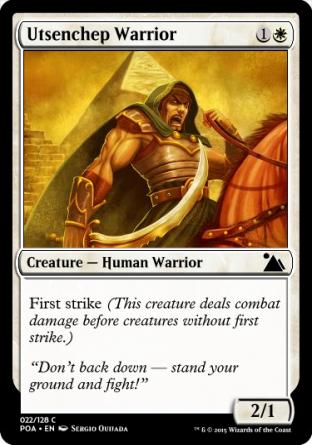 Utsenchep Warrior 1
Creature — Human Warrior
First strike (This creature deals combat
damage before creatures without first
strike.)
“Don’t back down — stand your
ground and fight!”
2/1
022/128 C
POA • EN Sergio Quijada
™ & © 2015 Wizards of the Coast